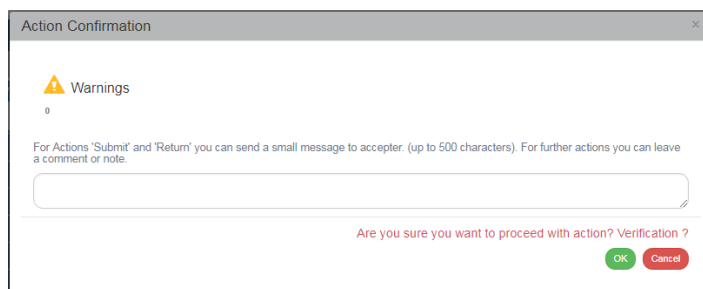 Action Confirmation
×
Warnings
0
For Actions 'Submit' and 'Return' you can send a small message to accepter. (up to 500 characters). For further actions you can leave
a comment or note.
Are you sure you want to proceed with action? Verification ?
OK Cancel